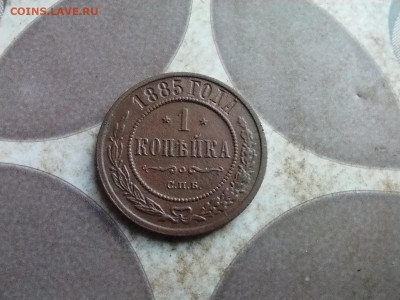 COINS.LAVE.RU
1885 ГОДА
* 1 *
КОПѢЙКА
С.П.Б.